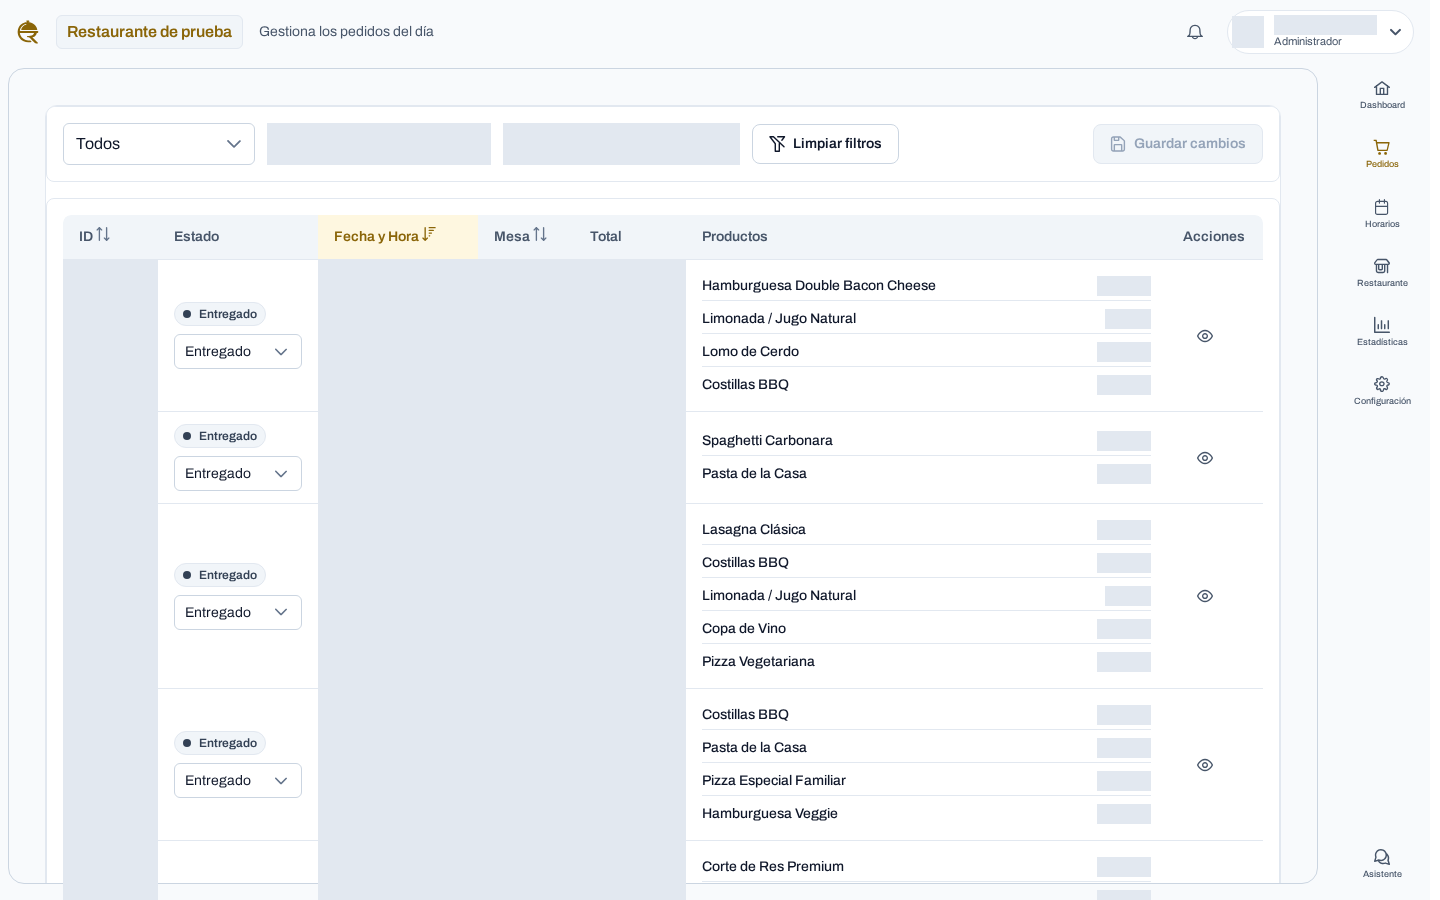 Restaurante de prueba
Gestiona los pedidos del día
Administrador
Todos
Limpiar filtros
Guardar cambios
ID Estado Fecha y Hora Mesa Total Productos Acciones
Entregado
Entregado
Hamburguesa Double Bacon Cheese
Limonada / Jugo Natural
Lomo de Cerdo
Costillas BBQ
Entregado
Entregado
Spaghetti Carbonara
Pasta de la Casa
Entregado
Entregado
Lasagna Clásica
Costillas BBQ
Limonada / Jugo Natural
Copa de Vino
Pizza Vegetariana
Entregado
Entregado
Costillas BBQ
Pasta de la Casa
Pizza Especial Familiar
Hamburguesa Veggie
Corte de Res Premium
Dashboard
Pedidos
Horarios
Restaurante
Estadísticas
Configuración
Asistente